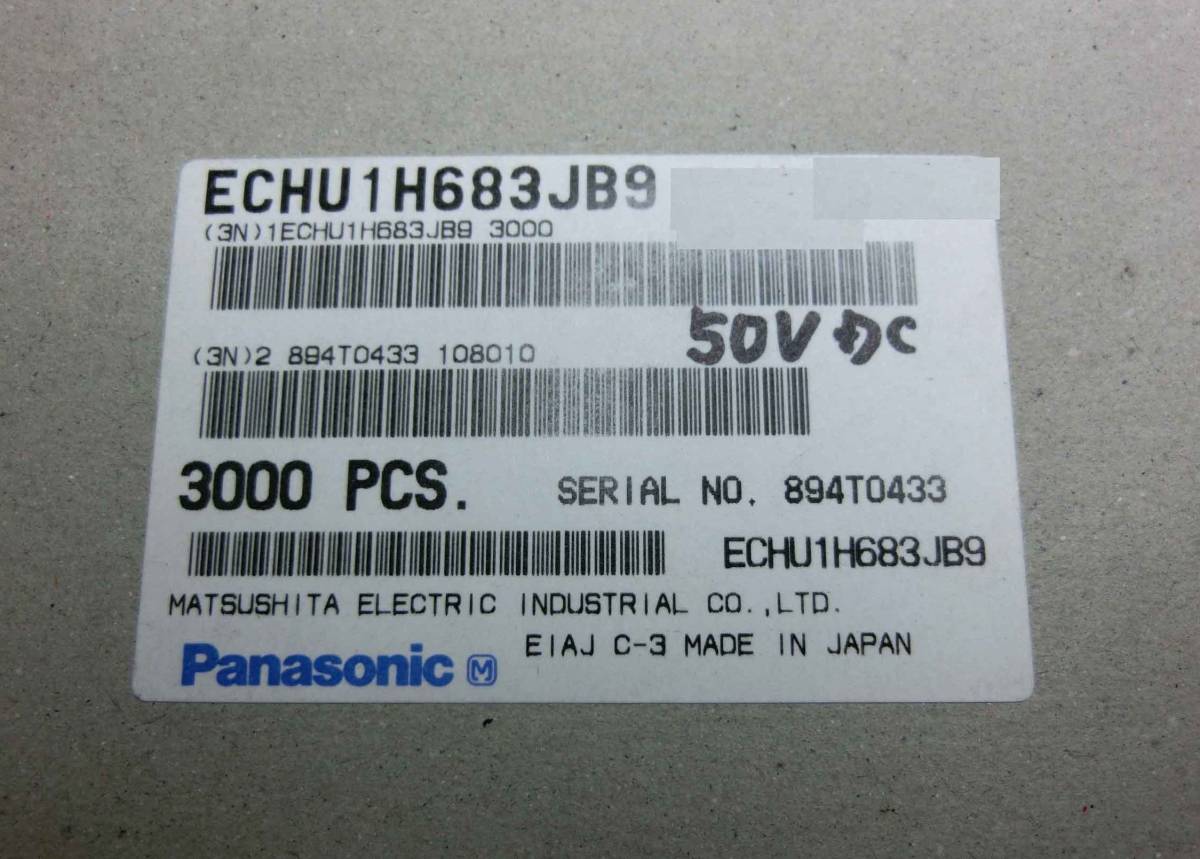 ECHU1H683JB9
(3N)1ECHU1H683JB9 3000
50V DC
(3N)2 894T0433 108010
3000 PCS. SERIAL NO. 894T0433
ECHU1H683JB9
MATSUSHITA ELECTRIC INDUSTRIAL CO.,LTD.
EIAJ C-3 MADE IN JAPAN
Panasonic M